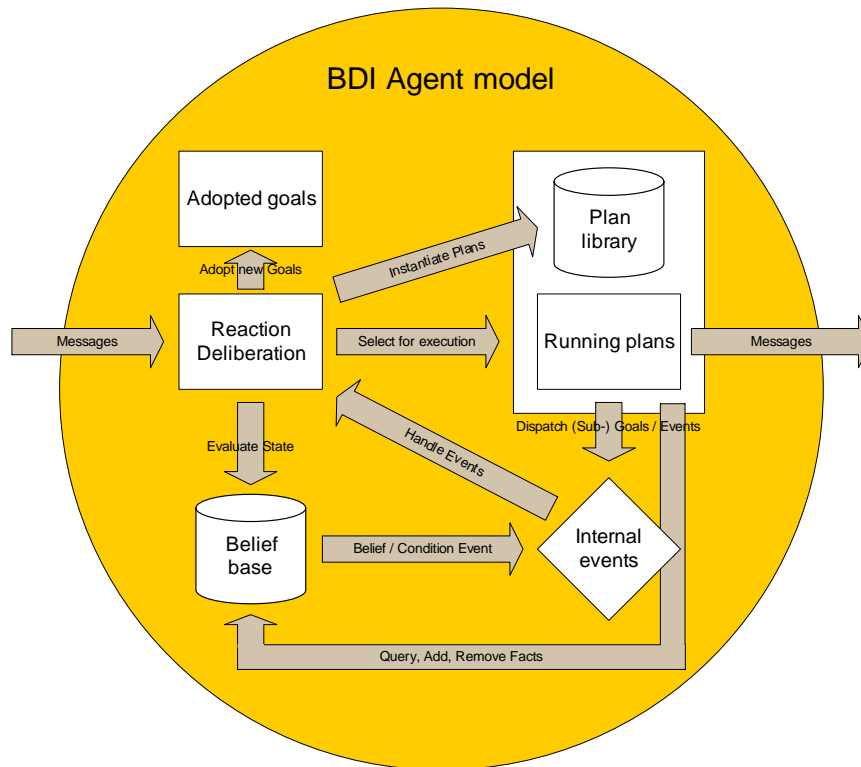 BDI Agent model
Adopted goals
Plan
library
Instantiate Plans
Adopt new Goals
Messages
Reaction
Deliberation
Select for execution
Running plans
Messages
Dispatch (Sub-) Goals / Events
Handle Events
Evaluate State
Belief
base
Belief / Condition Event
Internal
events
Query, Add, Remove Facts